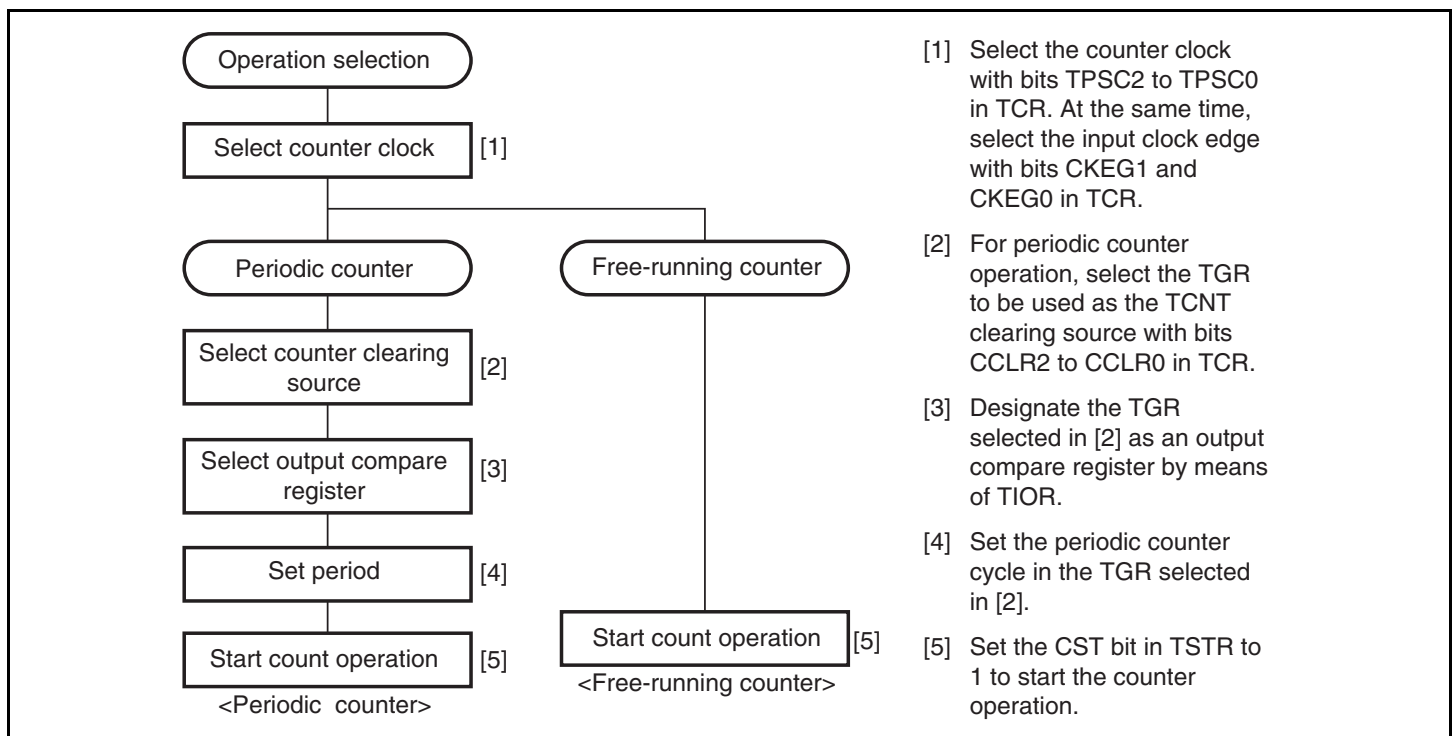 Operation selection
Select counter clock
[1]
Periodic counter
Free-running counter
Select counter clearing
source
[2]
Select output compare
register
[3]
Set period
[4]
Start count operation
[5]
<Periodic counter>
Start count operation
[5]
<Free-running counter>
[1] Select the counter clock
with bits TPSC2 to TPSC0
in TCR. At the same time,
select the input clock edge
with bits CKEG1 and
CKEG0 in TCR.
[2] For periodic counter
operation, select the TGR
to be used as the TCNT
clearing source with bits
CCLR2 to CCLR0 in TCR.
[3] Designate the TGR
selected in [2] as an output
compare register by means
of TIOR.
[4] Set the periodic counter
cycle in the TGR selected
in [2].
[5] Set the CST bit in TSTR to
1 to start the counter
operation.